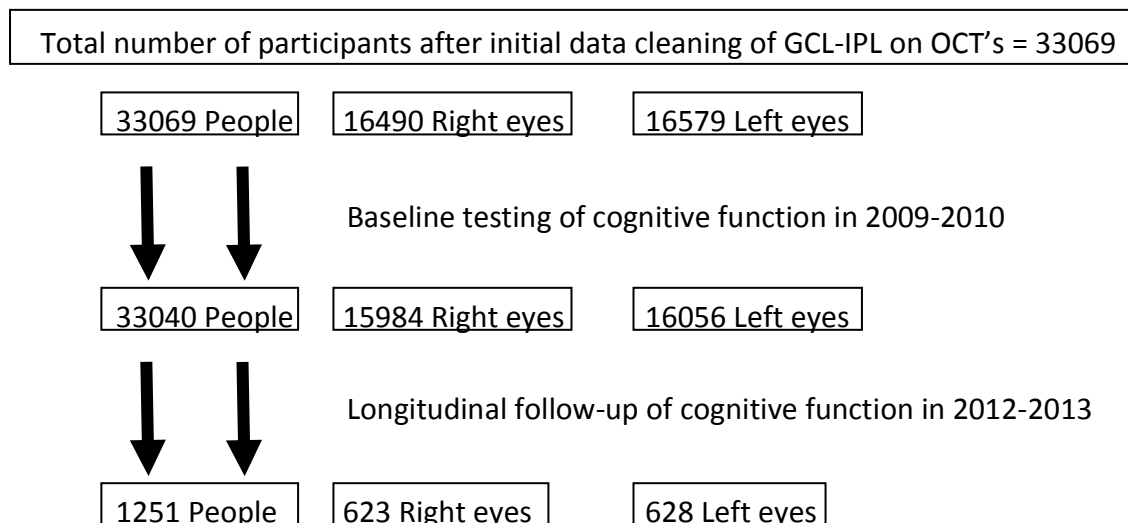 Total number of participants after initial data cleaning of GCL-IPL on OCT’s = 33069
33069 People 16490 Right eyes 16579 Left eyes
Baseline testing of cognitive function in 2009-2010
33040 People 15984 Right eyes 16056 Left eyes
Longitudinal follow-up of cognitive function in 2012-2013
1251 People 623 Right eyes 628 Left eyes